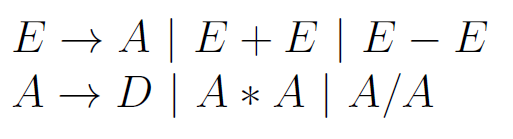 E → A | E + E | E − E
A → D | A ∗ A | A/A